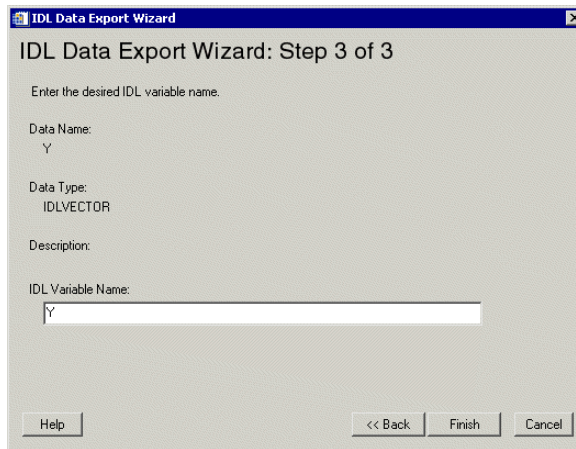 IDL Data Export Wizard
IDL Data Export Wizard: Step 3 of 3
Enter the desired IDL variable name.
Data Name:
Y
Data Type:
IDLVECTOR
Description:
IDL Variable Name:
Y
Help << Back Finish Cancel